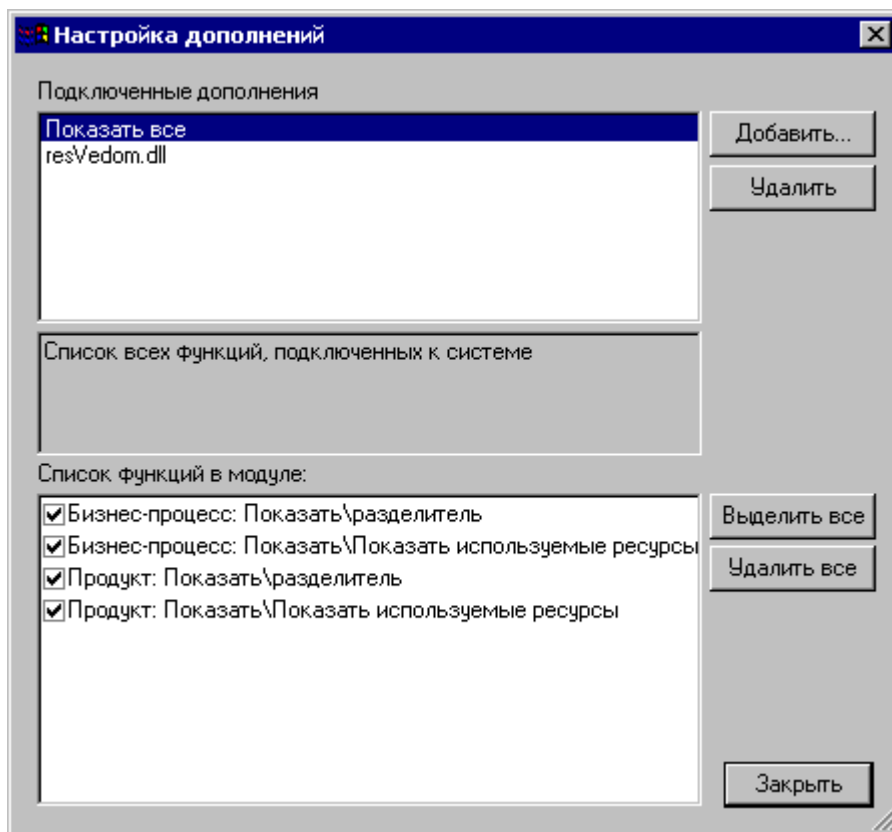 Настройка дополнений
Подключенные дополнения
Показать все
resVedom.dll
Добавить...
Удалить
Список всех функций, подключенных к системе
Список функций в модуле:
Бизнес-процесс: Показать\разделитель
Бизнес-процесс: Показать\Показать используемые ресурсы
Продукт: Показать\разделитель
Продукт: Показать\Показать используемые ресурсы
Выделить все
Удалить все
Закрыть